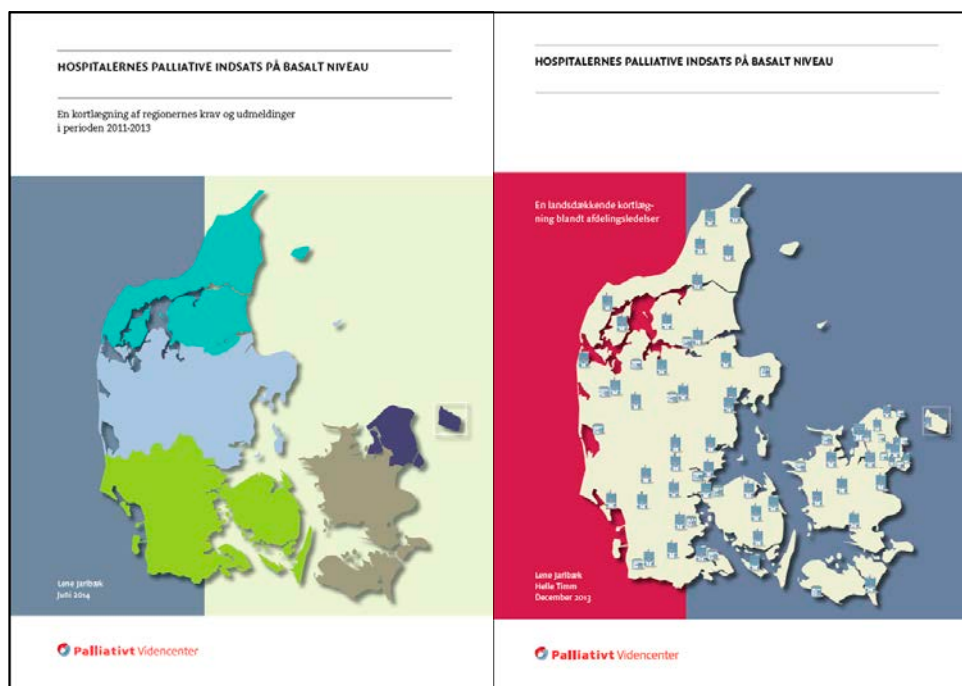 HOSPITALERNES PALLIATIVE INDSATS PÅ BASALT NIVEAU
En kortlægning af regionernes krav og udmeldinger
i perioden 2011-2013
Lene Jarlbæk
Juni 2014
Palliativt Videncenter
HOSPITALERNES PALLIATIVE INDSATS PÅ BASALT NIVEAU
En landsdækkende kortlæg-
ning blandt afdelingsledelser
Lene Jarlbæk
Helle Timm
December 2013
Palliativt Videncenter